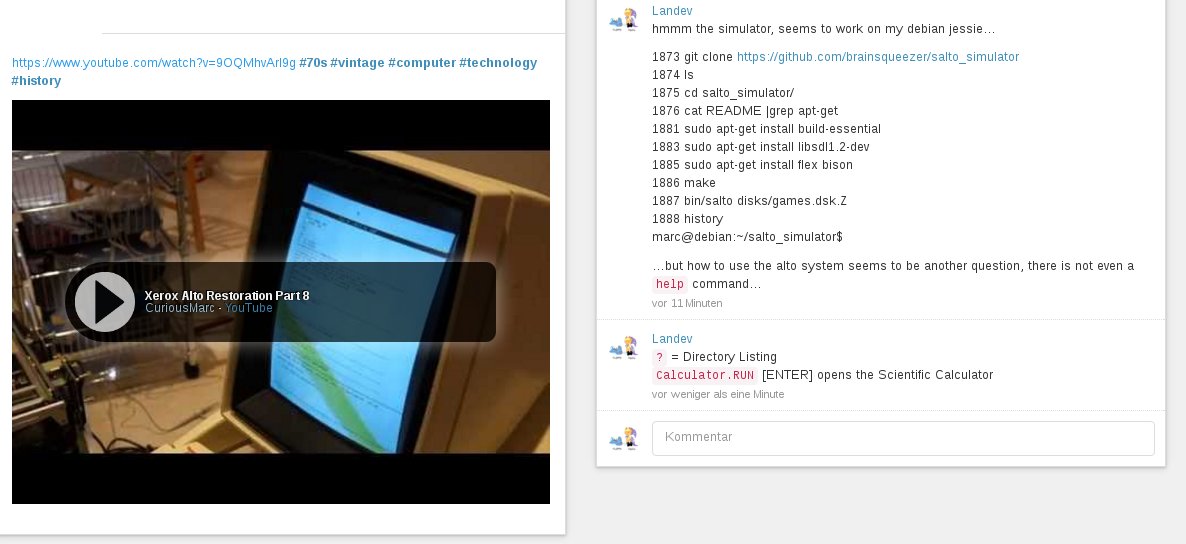 https://www.youtube.com/watch?v=9OQMhvArI9g #70s #vintage #computer #technology
#history
Xerox Alto Restoration Part 8
CuriousMarc - YouTube
Landev
hmmm the simulator, seems to work on my debian jessie...
1873 git clone https://github.com/brainsqueezer/salto_simulator
1874 ls
1875 cd salto_simulator/
1876 cat README |grep apt-get
1881 sudo apt-get install build-essential
1883 sudo apt-get install libsdl1.2-dev
1885 sudo apt-get install flex bison
1886 make
1887 bin/salto disks/games.dsk.Z
1888 history
marc@debian:~/salto_simulator$
...but how to use the alto system seems to be another question, there is not even a
help command...
vor 11 Minuten
Landev
? = Directory Listing
Calculator.RUN [ENTER] opens the Scientific Calculator
vor weniger als eine Minute
Kommentar